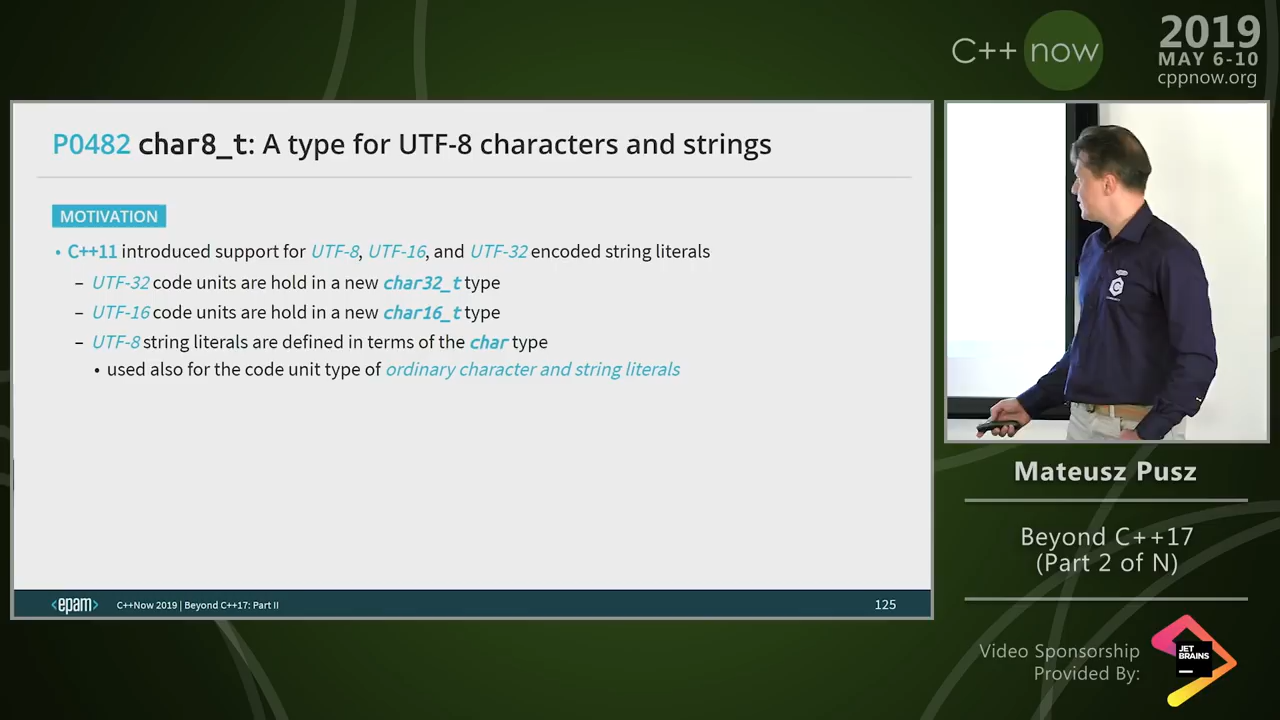 C++ now
2019
MAY 6-10
cppnow.org
P0482 char8_t: A type for UTF-8 characters and strings
MOTIVATION
• C++11 introduced support for UTF-8, UTF-16, and UTF-32 encoded string literals
– UTF-32 code units are hold in a new char32_t type
– UTF-16 code units are hold in a new char16_t type
– UTF-8 string literals are defined in terms of the char type
• used also for the code unit type of ordinary character and string literals
<epam> C++Now 2019 | Beyond C++17: Part II 125
Mateusz Pusz
Beyond C++17
(Part 2 of N)
Video Sponsorship
Provided By:
JET
BRAINS